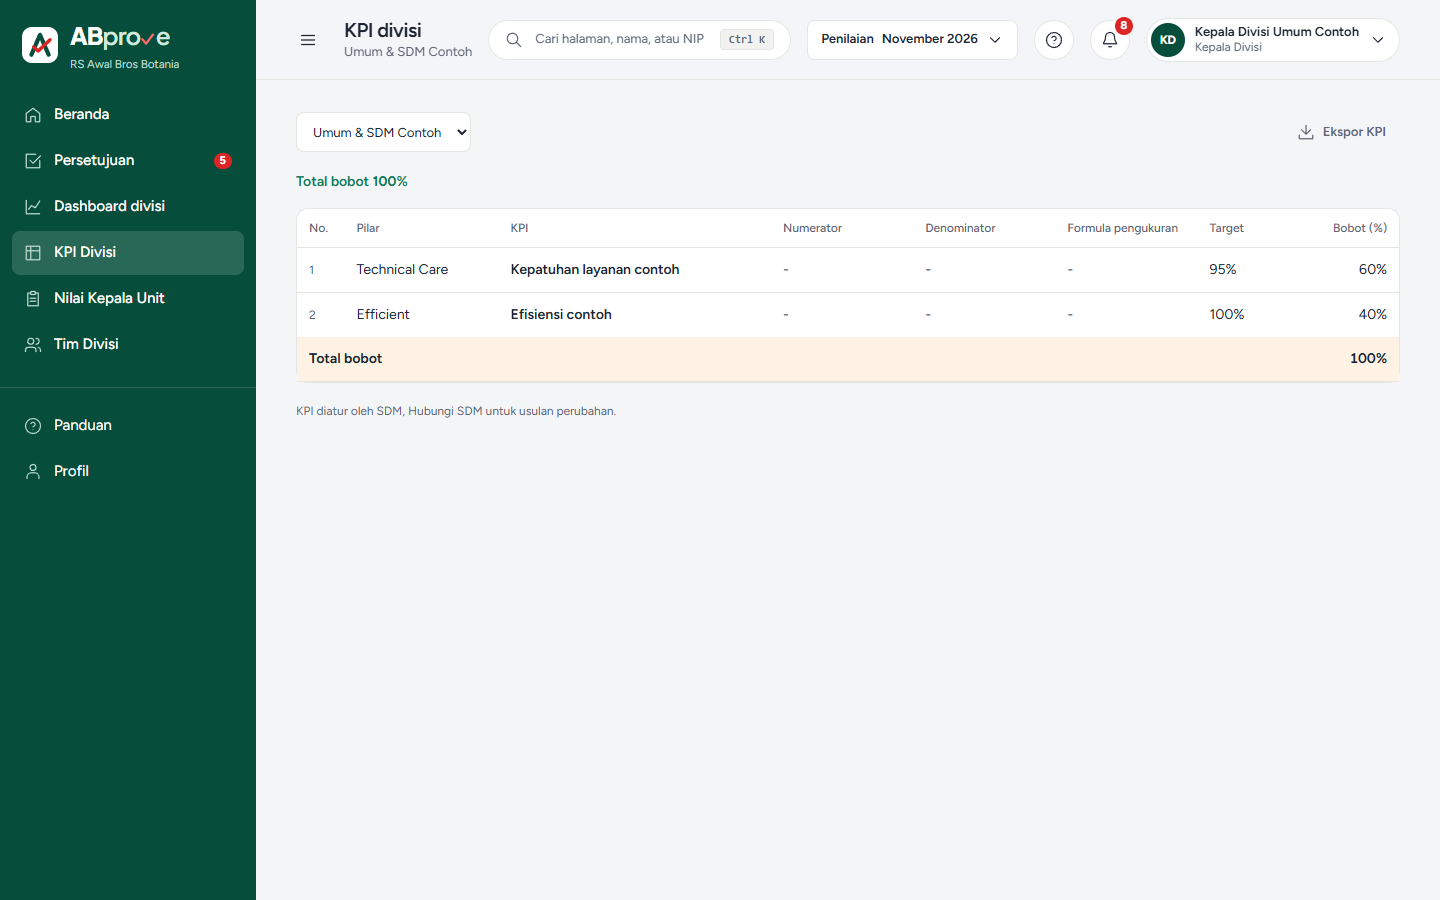 ABprove
RS Awal Bros Botania
Beranda
Persetujuan 5
Dashboard divisi
KPI Divisi
Nilai Kepala Unit
Tim Divisi
Panduan
Profil
KPI divisi
Umum & SDM Contoh
Cari halaman, nama, atau NIP Ctrl K
Penilaian November 2026
8
KD
Kepala Divisi Umum Contoh
Kepala Divisi
Umum & SDM Contoh
Ekspor KPI
Total bobot 100%
No. Pilar KPI Numerator Denominator Formula pengukuran Target Bobot (%)
1 Technical Care Kepatuhan layanan contoh - - - 95% 60%
2 Efficient Efisiensi contoh - - - 100% 40%
Total bobot 100%
KPI diatur oleh SDM, Hubungi SDM untuk usulan perubahan.